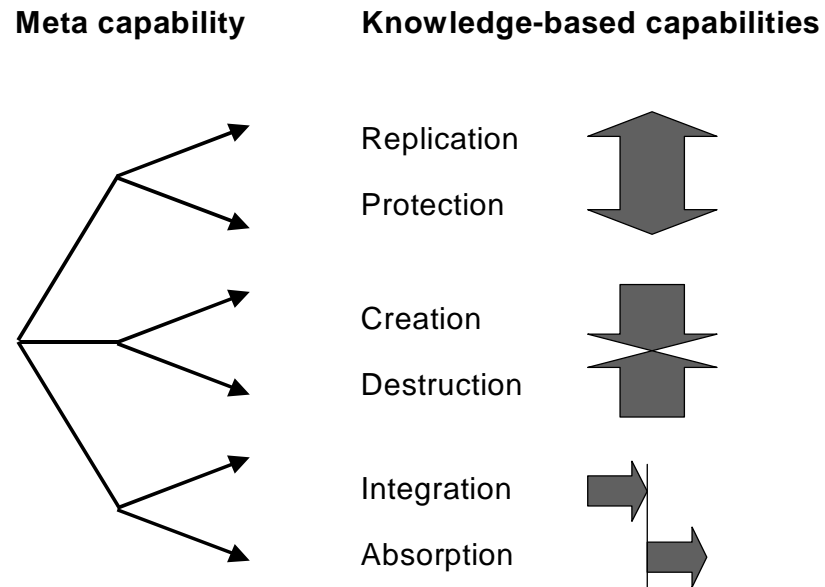 Meta capability
Knowledge-based capabilities
Replication
Protection
Creation
Destruction
Integration
Absorption